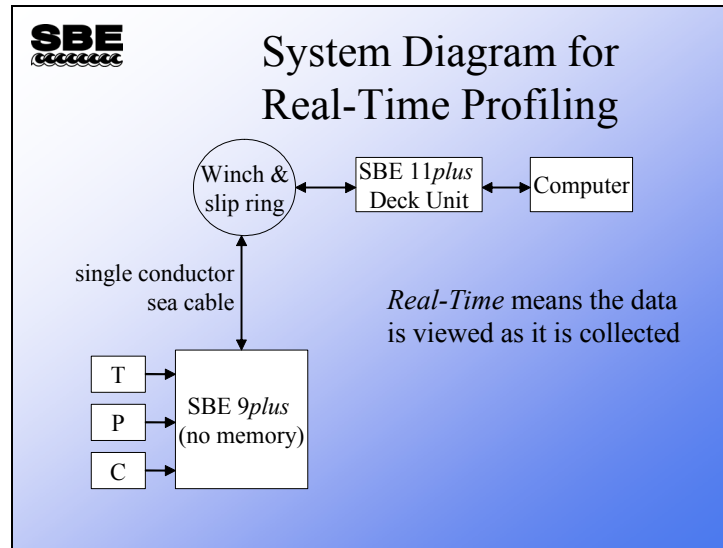 SBE
System Diagram for
Real-Time Profiling
Winch &
slip ring
SBE 11plus
Deck Unit
Computer
single conductor
sea cable
Real-Time means the data
is viewed as it is collected
T
P
C
SBE 9plus
(no memory)